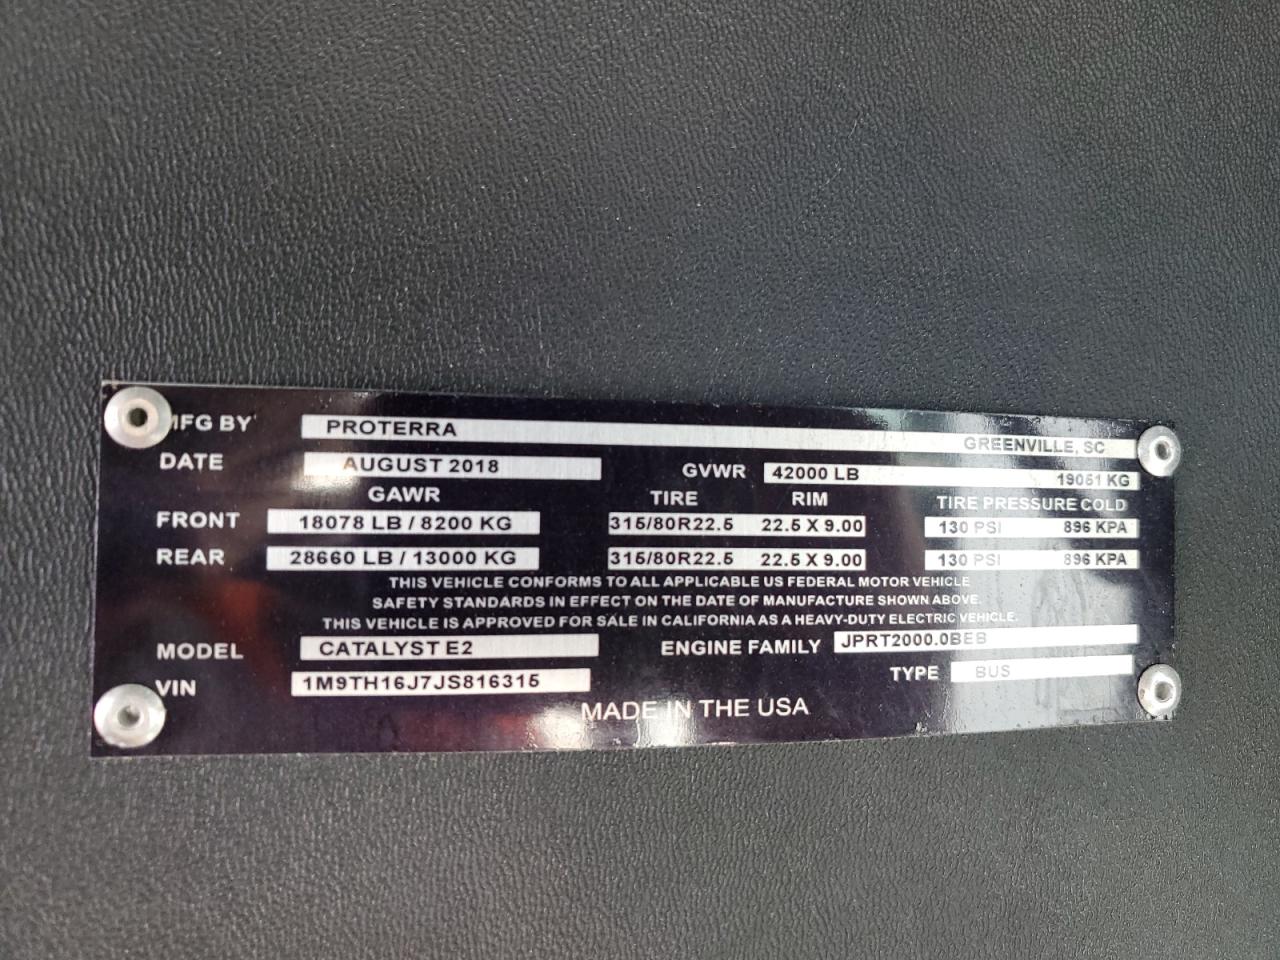 MFG BY PROTERRA GREENVILLE, SC
DATE AUGUST 2018 GVWR 42000 LB 19051 KG
GAWR TIRE RIM TIRE PRESSURE COLD
FRONT 18078 LB / 8200 KG 315/80R22.5 22.5 X 9.00 130 PSI 896 KPA
REAR 28660 LB / 13000 KG 315/80R22.5 22.5 X 9.00 130 PSI 896 KPA
THIS VEHICLE CONFORMS TO ALL APPLICABLE US FEDERAL MOTOR VEHICLE
SAFETY STANDARDS IN EFFECT ON THE DATE OF MANUFACTURE SHOWN ABOVE.
THIS VEHICLE IS APPROVED FOR SALE IN CALIFORNIA AS A HEAVY-DUTY ELECTRIC VEHICLE.
MODEL CATALYST E2 ENGINE FAMILY JPRT2000.0BEB
VIN 1M9TH16J7JS816315 TYPE BUS
MADE IN THE USA